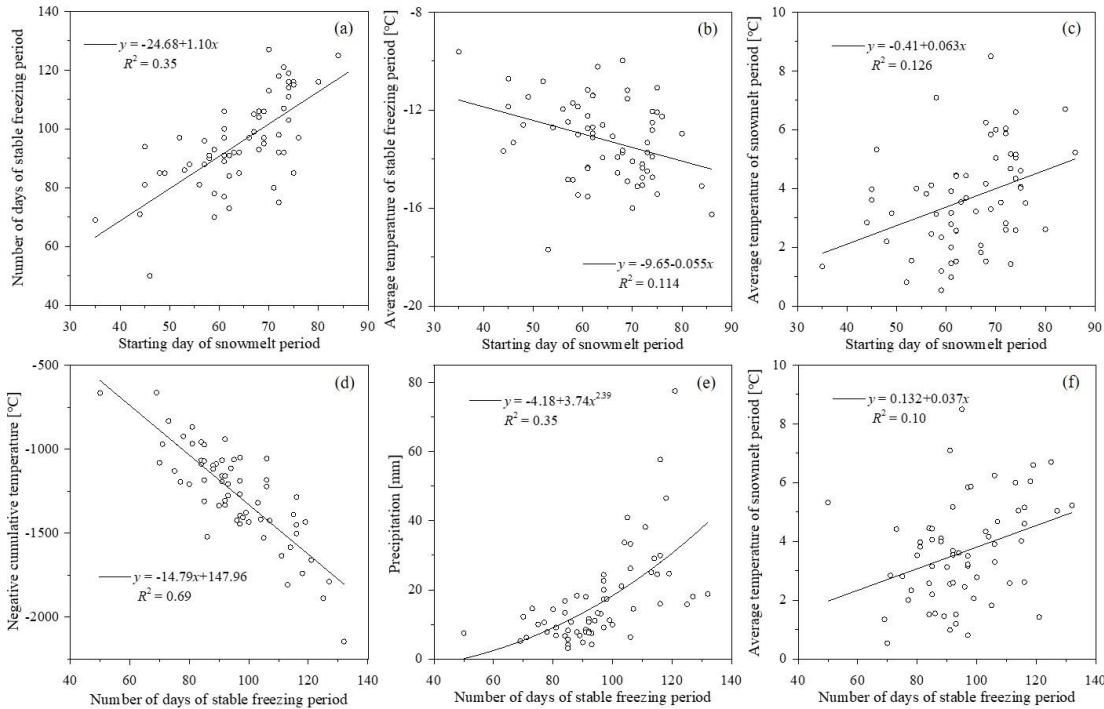 (a)
y = -24.68+1.10x
R² = 0.35
Number of days of stable freezing period
140
120
100
80
60
40
30 40 50 60 70 80 90
Starting day of snowmelt period
(b)
Average temperature of stable freezing period [°C]
-8
-12
-16
-20
y = -9.65-0.055x
R² = 0.114
30 40 50 60 70 80 90
Starting day of snowmelt period
(c)
y = -0.41+0.063x
R² = 0.126
Average temperature of snowmelt period [°C]
10
8
6
4
2
0
30 40 50 60 70 80 90
Starting day of snowmelt period
(d)
Negative cumulative temperature [°C]
-500
-1000
-1500
-2000
y = -14.79x+147.96
R² = 0.69
40 60 80 100 120 140
Number of days of stable freezing period
(e)
y = -4.18+3.74x²·³⁹
R² = 0.35
Precipitation [mm]
80
60
40
20
0
40 60 80 100 120 140
Number of days of stable freezing period
(f)
y = 0.132+0.037x
R² = 0.10
Average temperature of snowmelt period [°C]
10
8
6
4
2
0
40 60 80 100 120 140
Number of days of stable freezing period